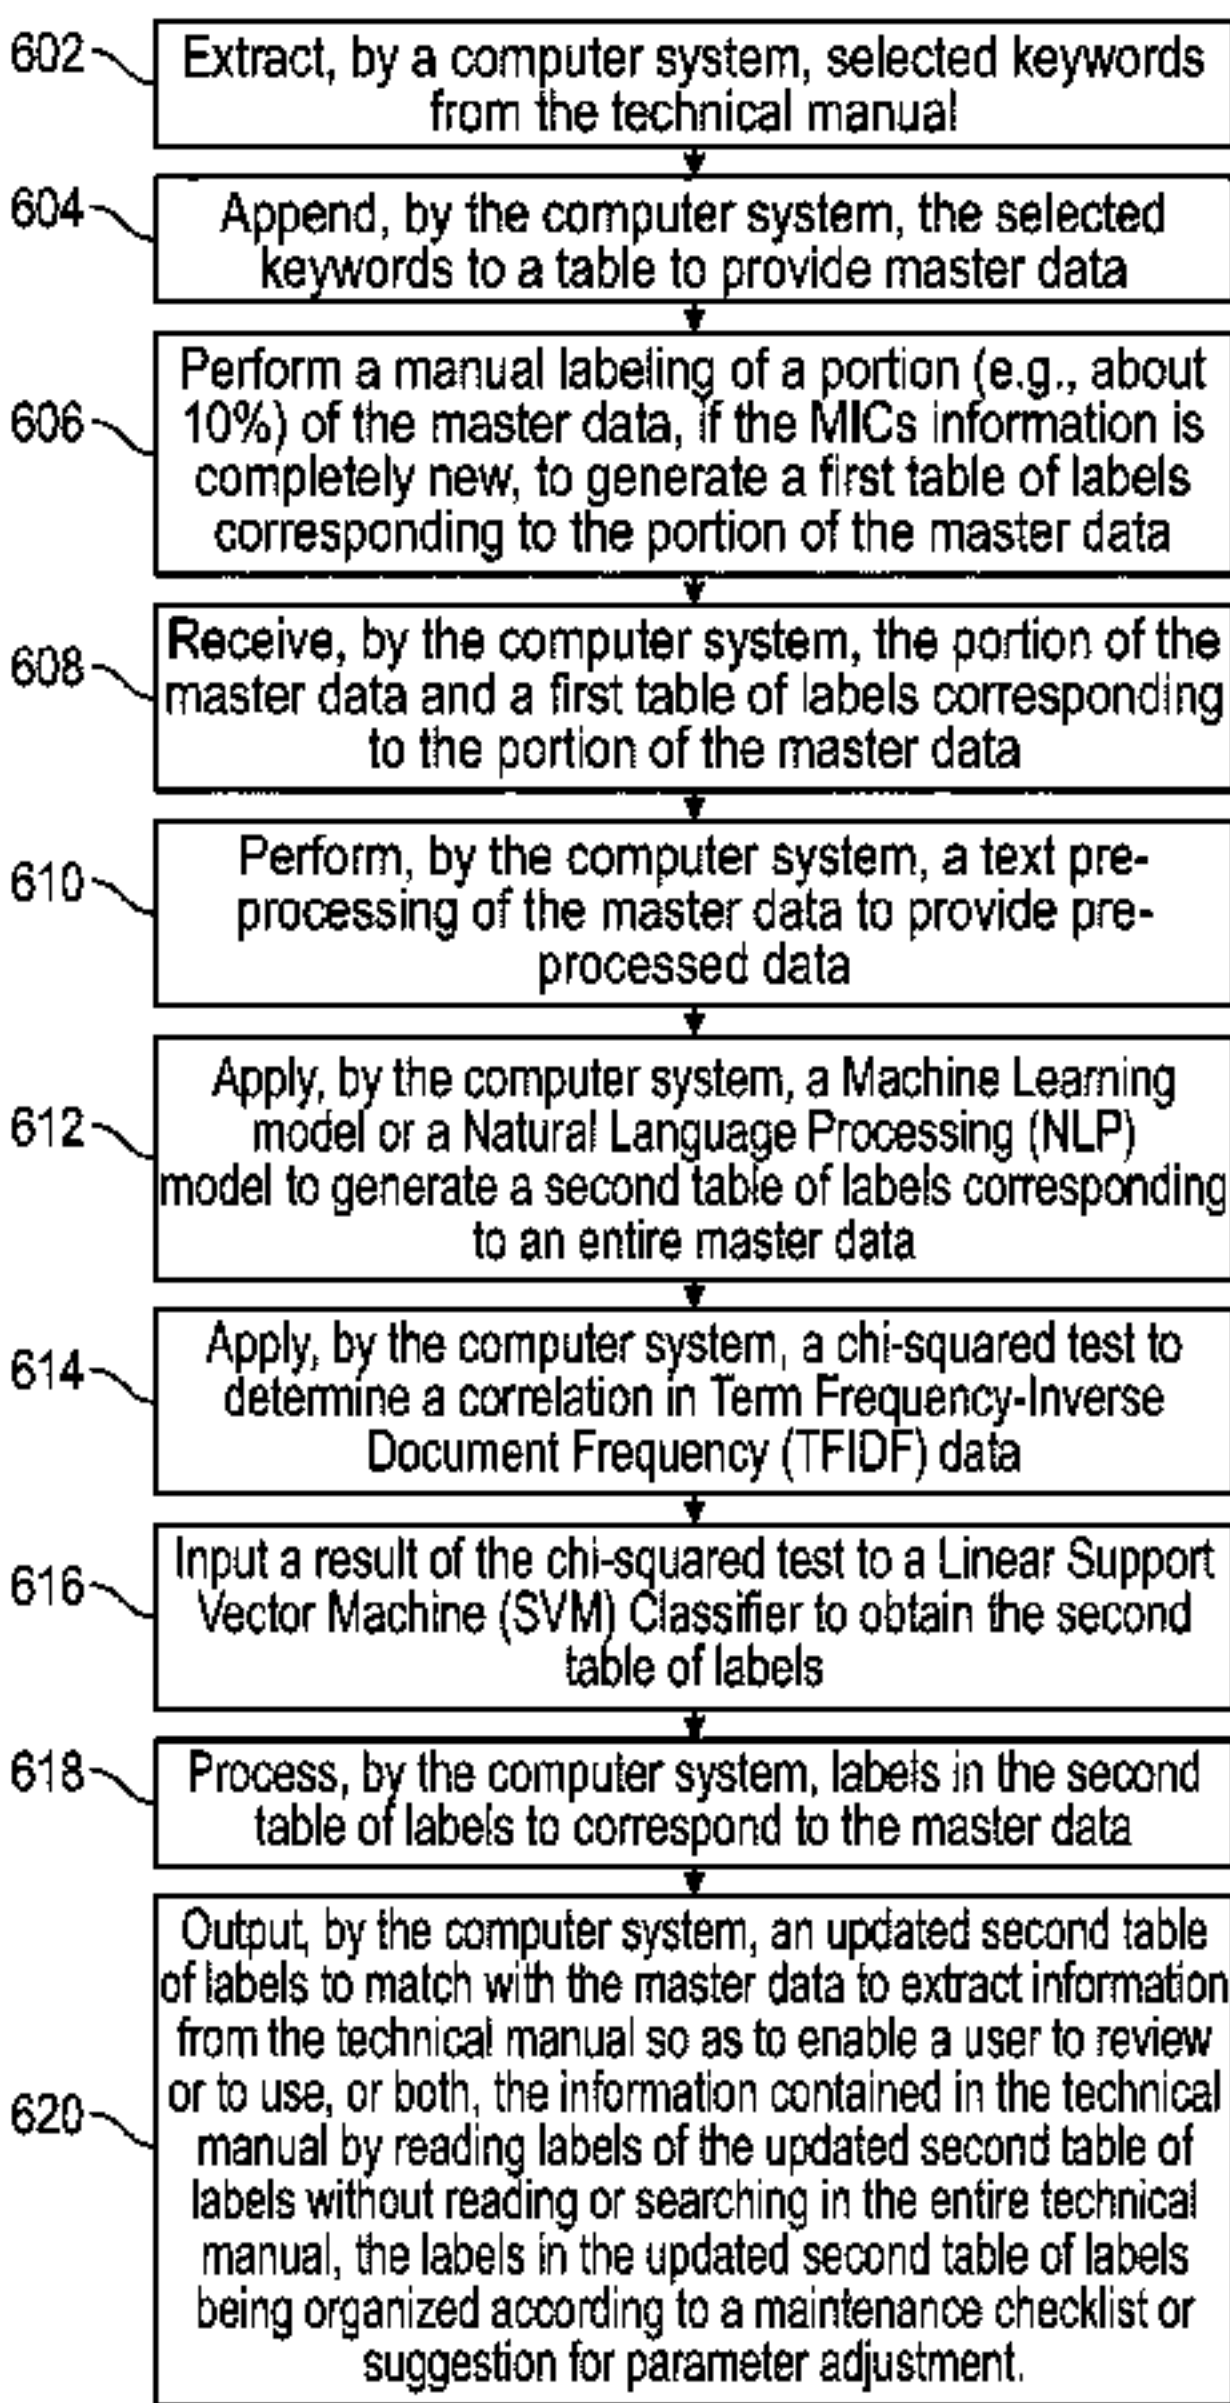 602
Extract, by a computer system, selected keywords
from the technical manual
604
Append, by the computer system, the selected
keywords to a table to provide master data
606
Perform a manual labeling of a portion (e.g., about
10%) of the master data, if the MICs information is
completely new, to generate a first table of labels
corresponding to the portion of the master data
608
Receive, by the computer system, the portion of the
master data and a first table of labels corresponding
to the portion of the master data
610
Perform, by the computer system, a text pre-
processing of the master data to provide pre-
processed data
612
Apply, by the computer system, a Machine Learning
model or a Natural Language Processing (NLP)
model to generate a second table of labels corresponding
to an entire master data
614
Apply, by the computer system, a chi-squared test to
determine a correlation in Term Frequency-Inverse
Document Frequency (TFIDF) data
616
Input a result of the chi-squared test to a Linear Support
Vector Machine (SVM) Classifier to obtain the second
table of labels
618
Process, by the computer system, labels in the second
table of labels to correspond to the master data
620
Output, by the computer system, an updated second table
of labels to match with the master data to extract information
from the technical manual so as to enable a user to review
or to use, or both, the information contained in the technical
manual by reading labels of the updated second table of
labels without reading or searching in the entire technical
manual, the labels in the updated second table of labels
being organized according to a maintenance checklist or
suggestion for parameter adjustment.